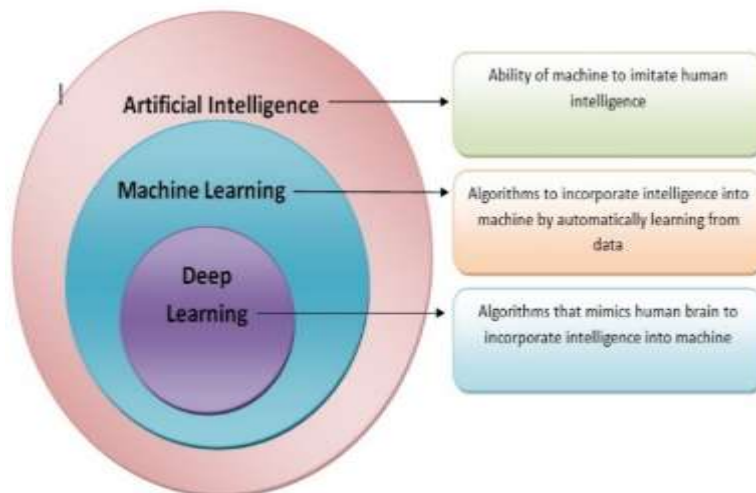 Artificial Intelligence
Ability of machine to imitate human
intelligence
Machine Learning
Algorithms to incorporate intelligence into
machine by automatically learning from
data
Deep
Learning
Algorithms that mimics human brain to
incorporate intelligence into machine